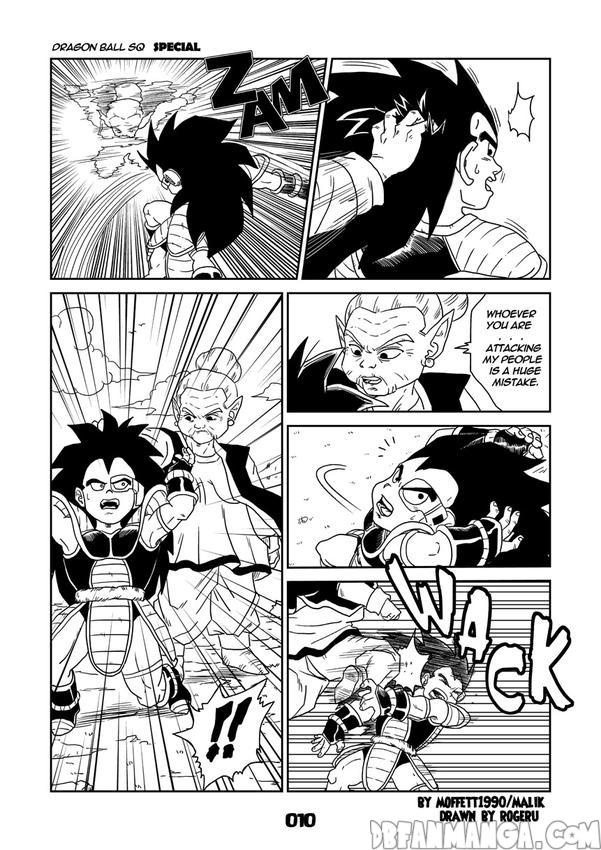 DRAGON BALL SQ SPECIAL
ZAM
!
WHOEVER
YOU ARE
. . .
ATTACKING
MY PEOPLE
IS A HUGE
MISTAKE.
!!
WACK
BY MOFFETT1990/MALIK
DRAWN BY ROGERU
010
DBFANMANGA.COM